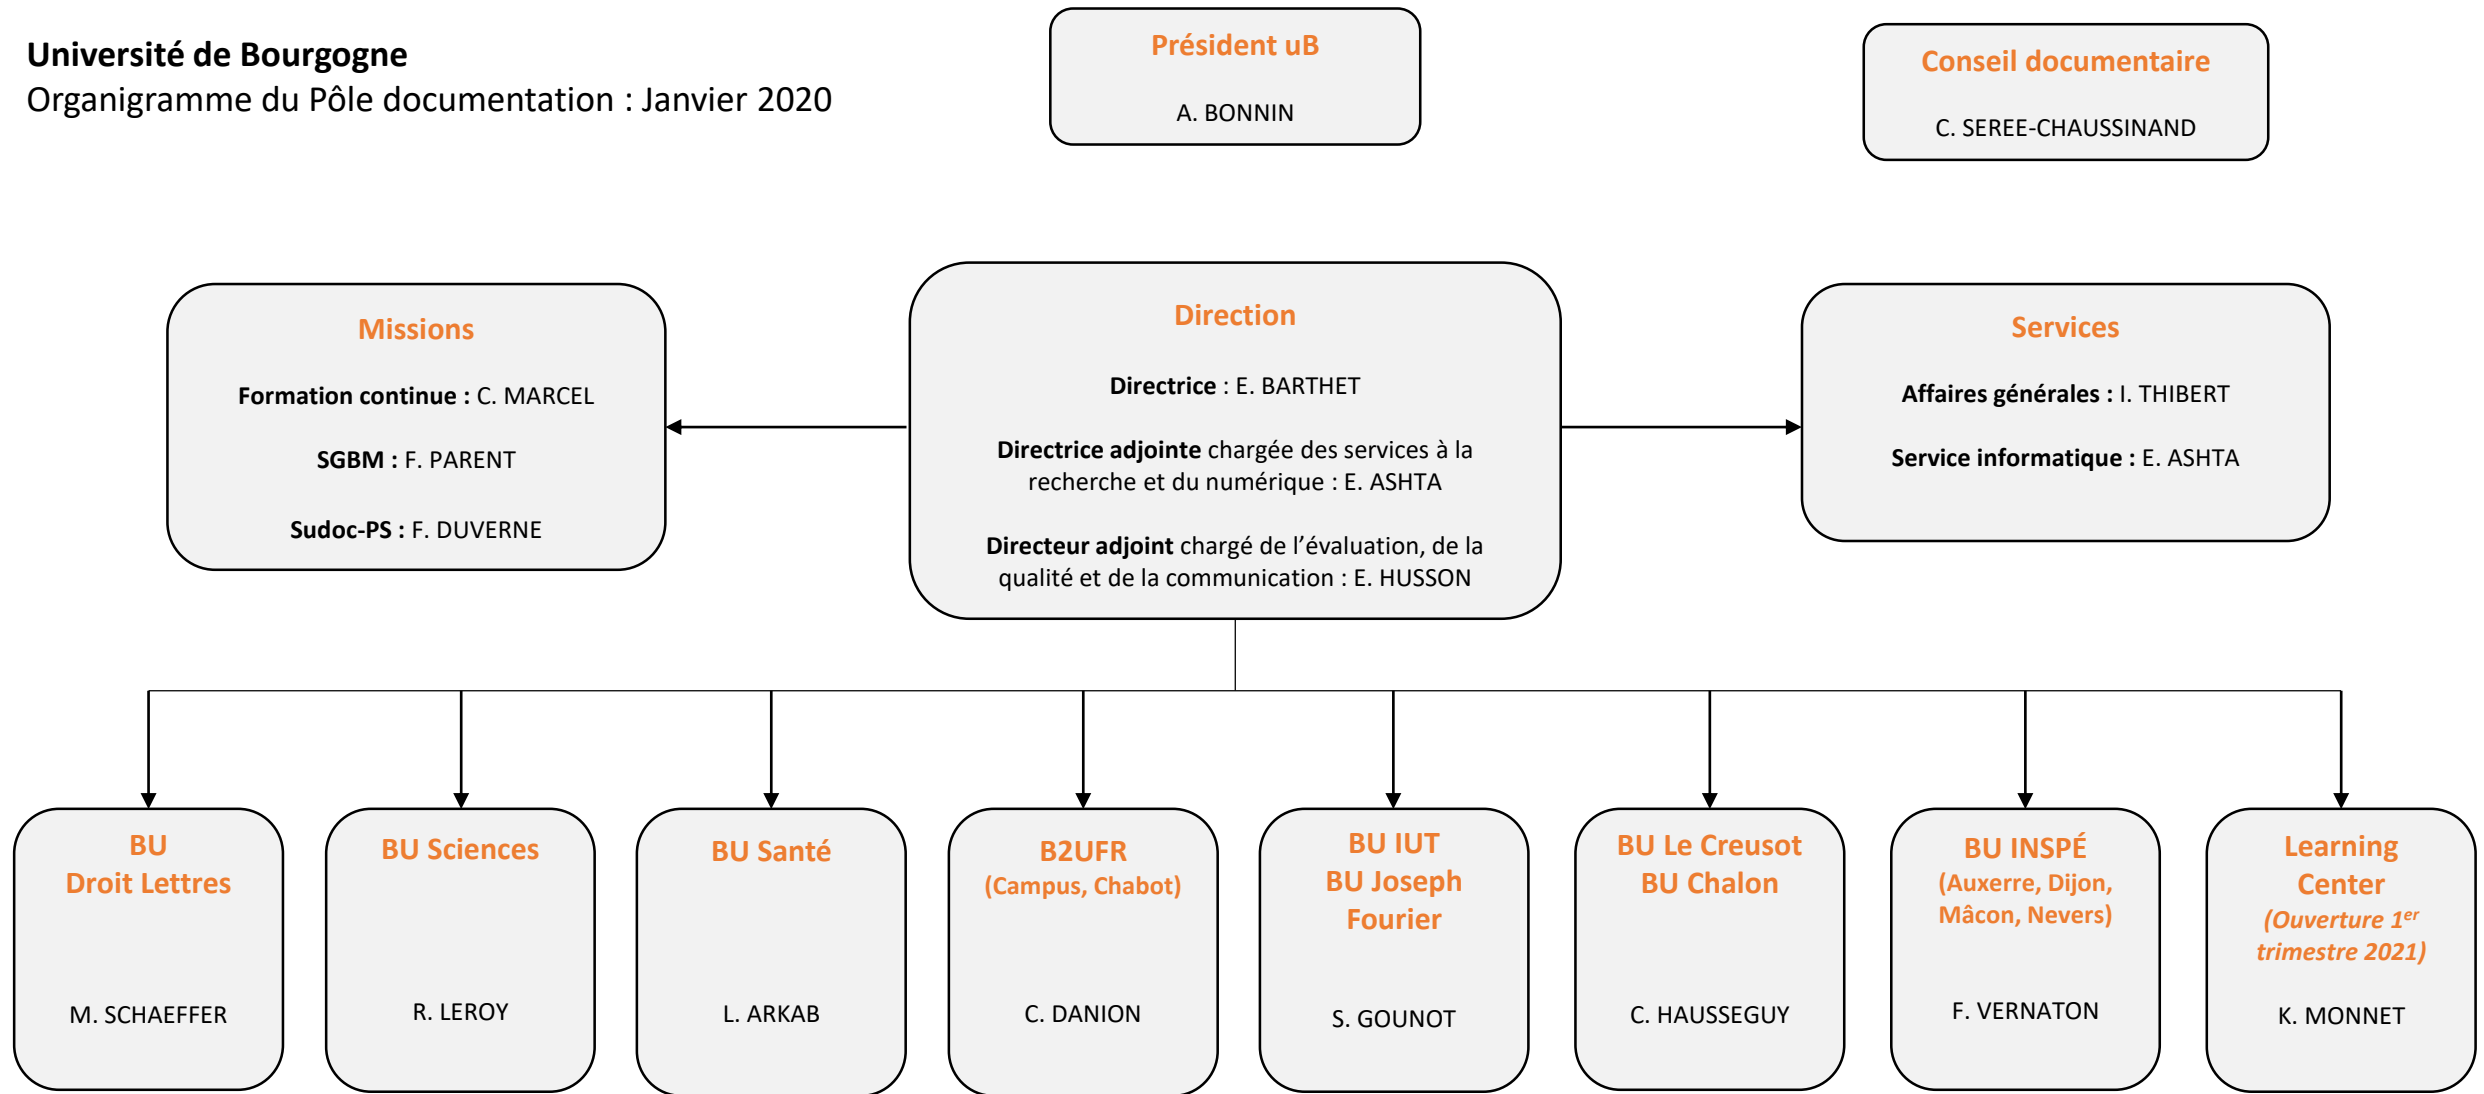 Université de Bourgogne
Organigramme du Pôle documentation : Janvier 2020
Président uB
A. BONNIN
Conseil documentaire
C. SEREE-CHAUSSINAND
Missions
Formation continue : C. MARCEL
SGBM : F. PARENT
Sudoc-PS : F. DUVERNE
Direction
Directrice : E. BARTHET
Directrice adjointe chargée des services à la
recherche et du numérique : E. ASHTA
Directeur adjoint chargé de l’évaluation, de la
qualité et de la communication : E. HUSSON
Services
Affaires générales : I. THIBERT
Service informatique : E. ASHTA
BU
Droit Lettres
M. SCHAEFFER
BU Sciences
R. LEROY
BU Santé
L. ARKAB
B2UFR
(Campus, Chabot)
C. DANION
BU IUT
BU Joseph
Fourier
S. GOUNOT
BU Le Creusot
BU Chalon
C. HAUSSEGUY
BU INSPÉ
(Auxerre, Dijon,
Mâcon, Nevers)
F. VERNATON
Learning
Center
(Ouverture 1er
trimestre 2021)
K. MONNET